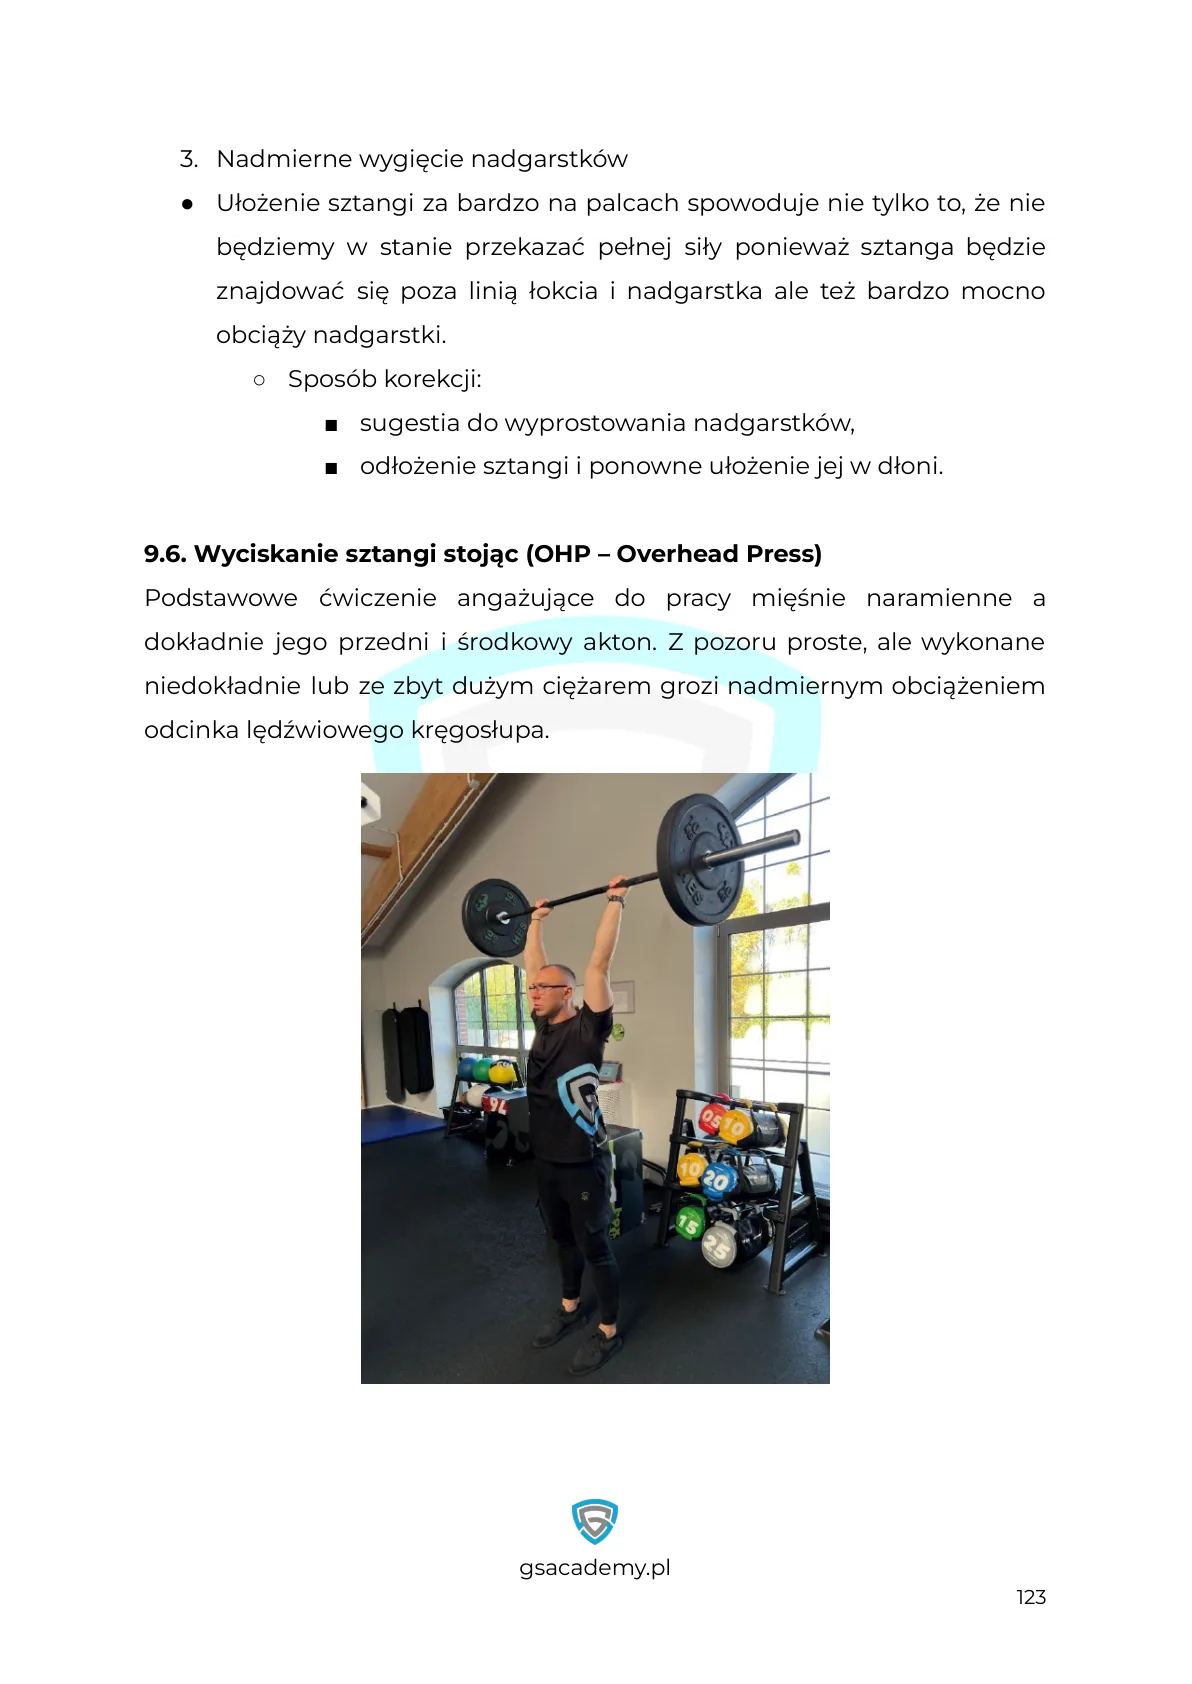 3. Nadmierne wygięcie nadgarstków
● Ułożenie sztangi za bardzo na palcach spowoduje nie tylko to, że nie
będziemy w stanie przekazać pełnej siły ponieważ sztanga będzie
znajdować się poza linią łokcia i nadgarstka ale też bardzo mocno
obciąży nadgarstki.
○ Sposób korekcji:
■ sugestia do wyprostowania nadgarstków,
■ odłożenie sztangi i ponowne ułożenie jej w dłoni.
9.6. Wyciskanie sztangi stojąc (OHP – Overhead Press)
Podstawowe ćwiczenie angażujące do pracy mięśnie naramienne a
dokładnie jego przedni i środkowy akton. Z pozoru proste, ale wykonane
niedokładnie lub ze zbyt dużym ciężarem grozi nadmiernym obciążeniem
odcinka lędźwiowego kręgosłupa.
05 10
10 20
15 25
gsacademy.pl
123